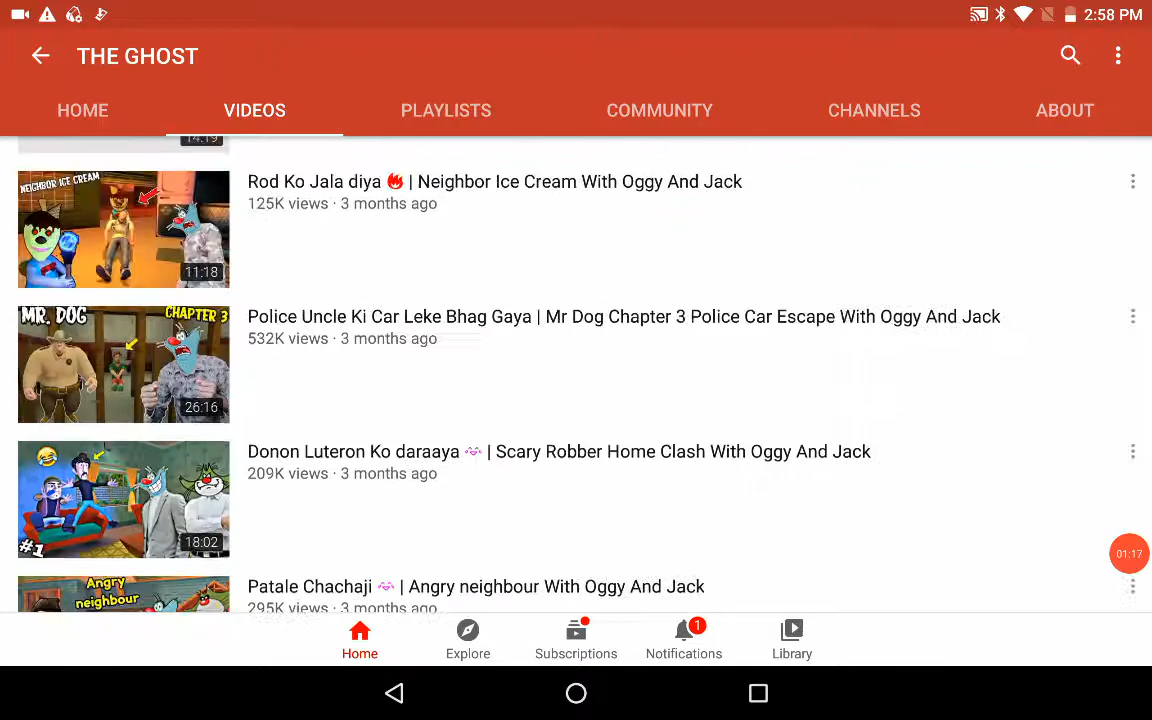 2:58 PM
THE GHOST
HOME VIDEOS PLAYLISTS COMMUNITY CHANNELS ABOUT
14:19
NEIGHBOR ICE CREAM
11:18
Rod Ko Jala diya 🔥 | Neighbor Ice Cream With Oggy And Jack
125K views · 3 months ago
MR. DOG
CHAPTER 3
26:16
Police Uncle Ki Car Leke Bhag Gaya | Mr Dog Chapter 3 Police Car Escape With Oggy And Jack
532K views · 3 months ago
#1
18:02
Donon Luteron Ko daraaya | Scary Robber Home Clash With Oggy And Jack
209K views · 3 months ago
01:17
Angry
neighbour
Patale Chachaji | Angry neighbour With Oggy And Jack
295K views · 3 months ago
1
Home Explore Subscriptions Notifications Library